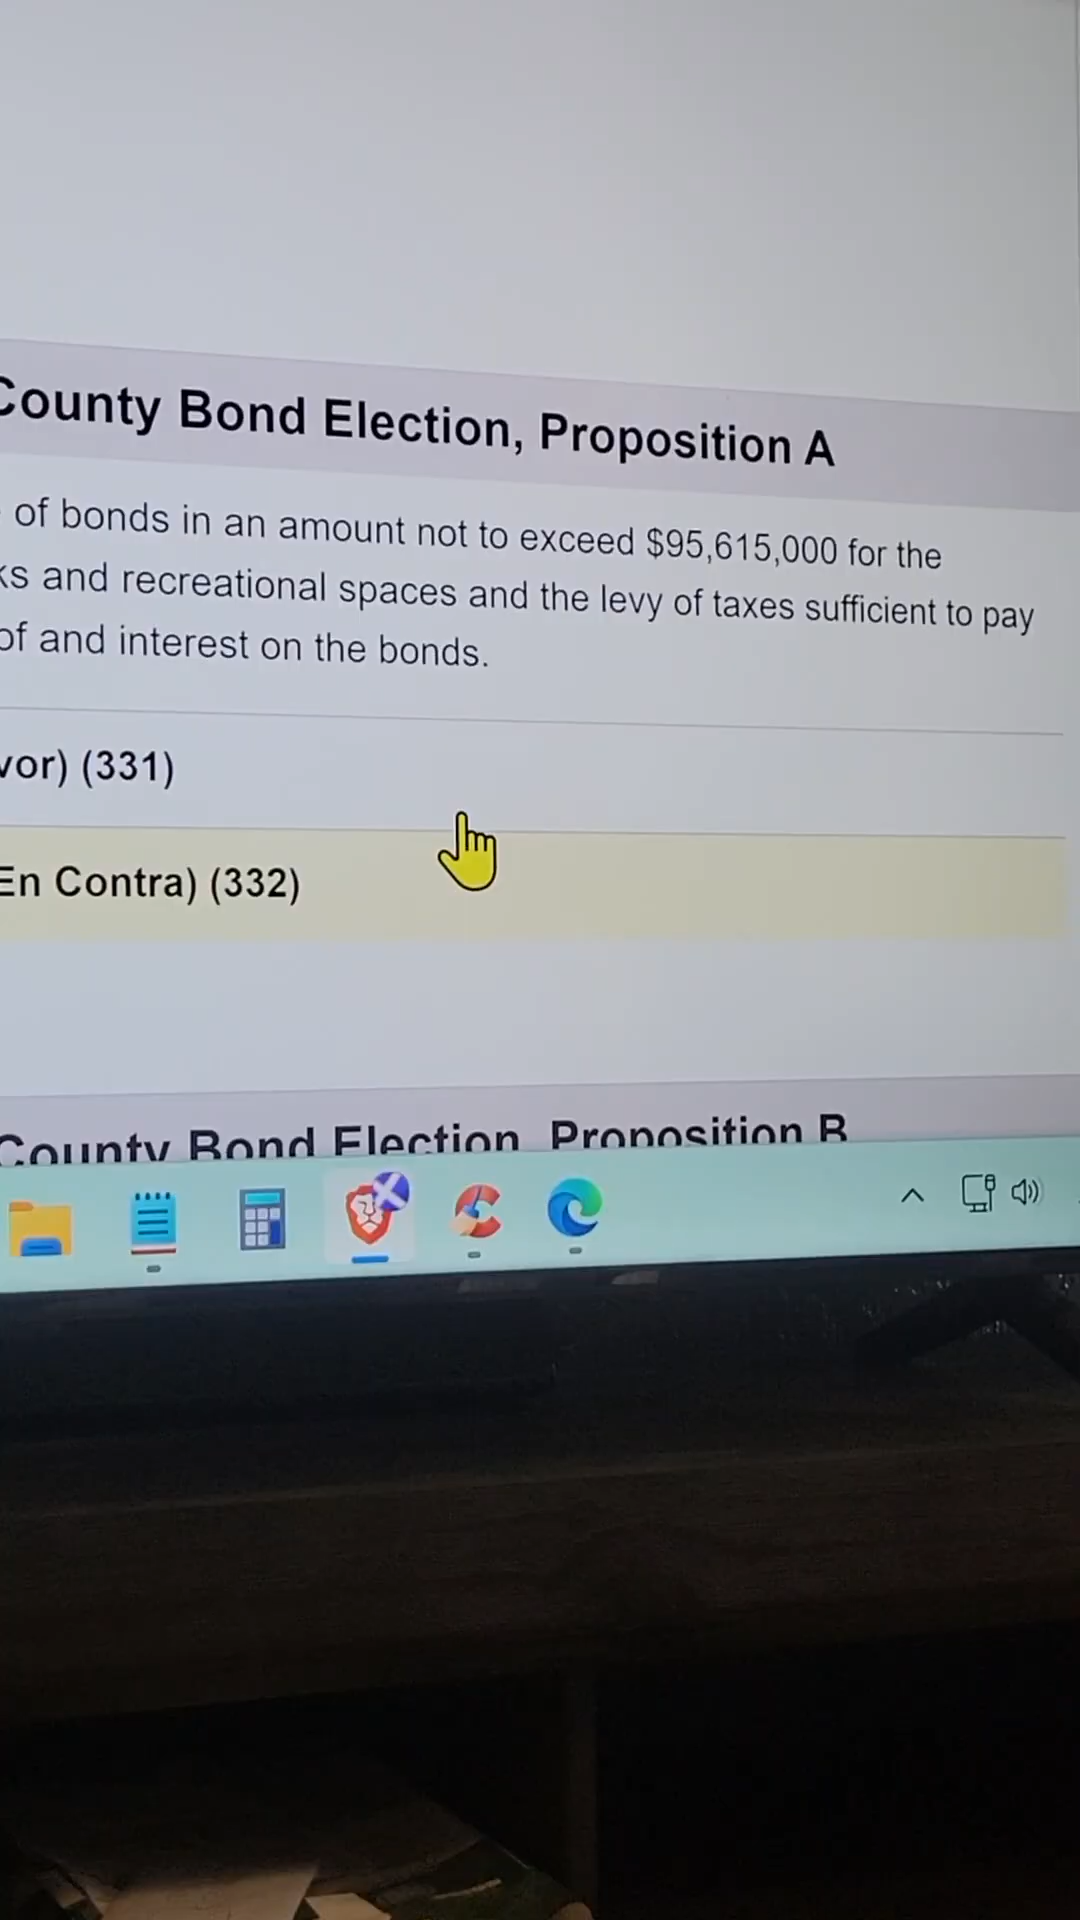 County Bond Election, Proposition A
of bonds in an amount not to exceed $95,615,000 for the
ks and recreational spaces and the levy of taxes sufficient to pay
of and interest on the bonds.
vor) (331)
En Contra) (332)
County Bond Election, Proposition B